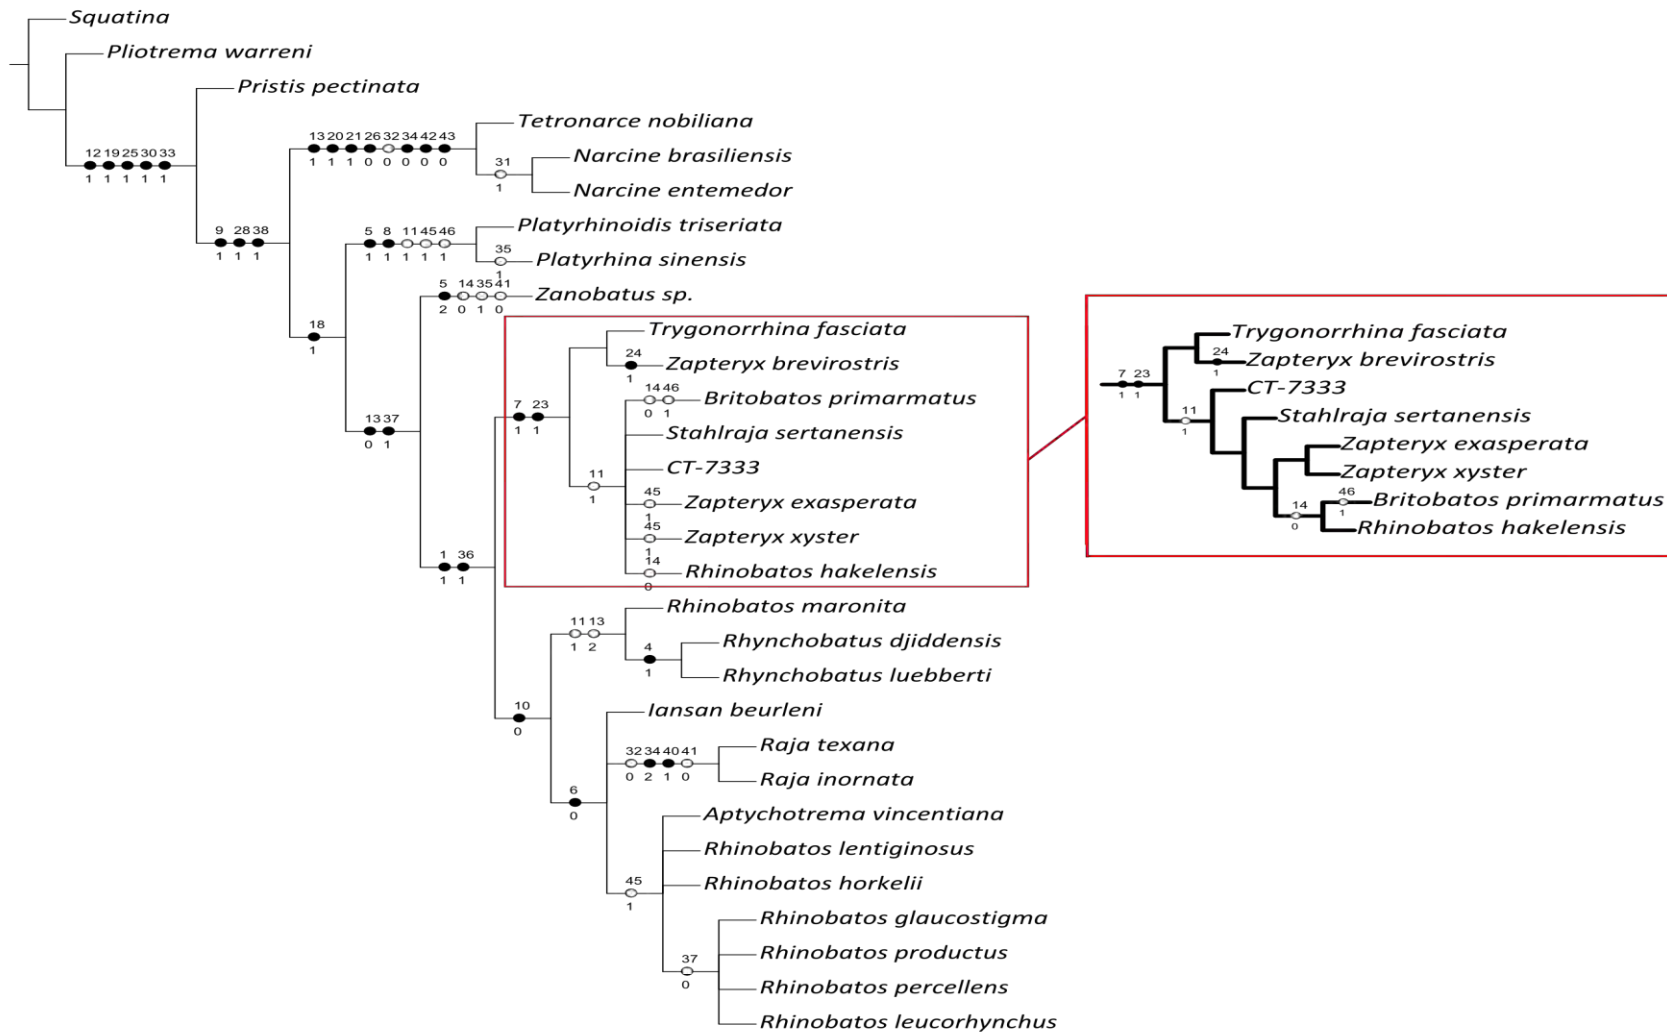 Squatina
Pliotrema warreni
Pristis pectinata
Tetronarce nobiliana
13 20 21 26 32 34 42 43
1 1 1 0 0 0 0 0
Narcine brasiliensis
31
1
12 19 25 30 33
1 1 1 1 1
Narcine entemedor
Platyrhinoidis triseriata
9 28 38
1 1 1
5 8 11 45 46
1 1 1 1 1
Platyrhina sinensis
35
1
5 14 35 41
2 0 1 0
Zanobatus sp.
18
1
Trygonorrhina fasciata
24
1
Zapteryx brevirostris
14 46
0 1
Britobatos primarmatus
7 23
1 1
Stahlraja sertanensis
13 37
0 1
CT-7333
11
1
45
1
Zapteryx exasperata
45
1
Zapteryx xyster
14
0
Rhinobatos hakelensis
1 36
1 1
Trygonorrhina fasciata
24
1
Zapteryx brevirostris
7 23
1 1
CT-7333
11
1
Stahlraja sertanensis
Zapteryx exasperata
Zapteryx xyster
46
1
Britobatos primarmatus
14
0
Rhinobatos hakelensis
Rhinobatos maronita
11 13
1 2
Rhynchobatus djiddensis
4
1
Rhynchobatus luebberti
10
0
Iansan beurleni
Raja texana
32 34 40 41
0 2 1 0
Raja inornata
6
0
Aptychotrema vincentiana
Rhinobatos lentiginosus
Rhinobatos horkelii
45
1
Rhinobatos glaucostigma
Rhinobatos productus
37
0
Rhinobatos percellens
Rhinobatos leucorhynchus